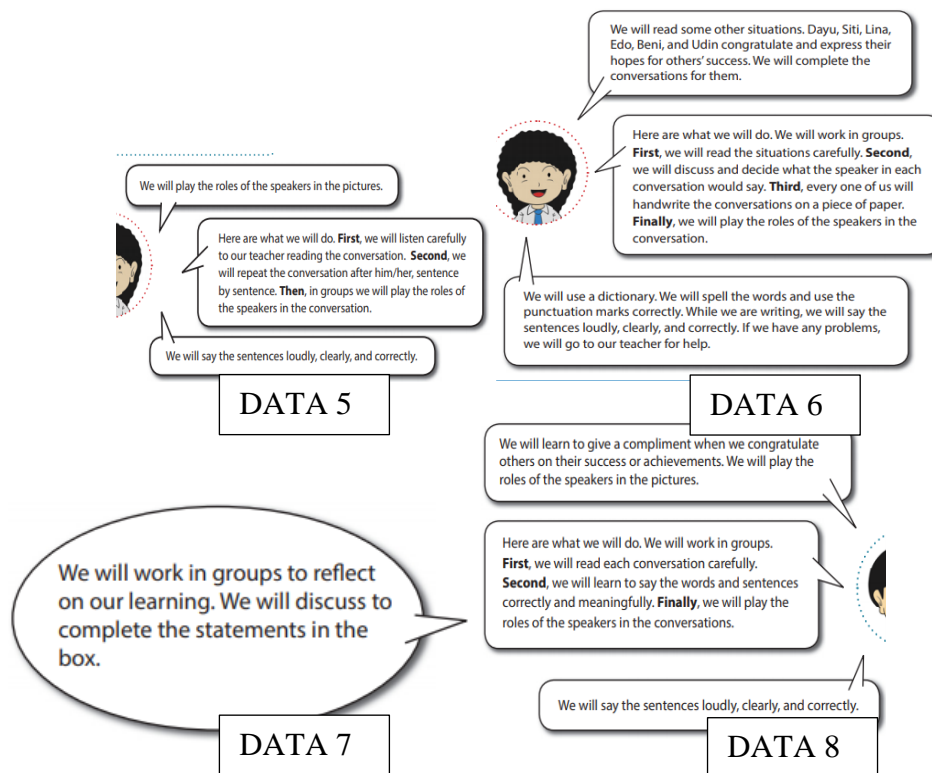 We will play the roles of the speakers in the pictures.
Here are what we will do. First, we will listen carefully
to our teacher reading the conversation. Second, we
will repeat the conversation after him/her, sentence
by sentence. Then, in groups we will play the roles of
the speakers in the conversation.
We will say the sentences loudly, clearly, and correctly.
DATA 5
We will read some other situations. Dayu, Siti, Lina,
Edo, Beni, and Udin congratulate and express their
hopes for others' success. We will complete the
conversations for them.
Here are what we will do. We will work in groups.
First, we will read the situations carefully. Second,
we will discuss and decide what the speaker in each
conversation would say. Third, every one of us will
handwrite the conversations on a piece of paper.
Finally, we will play the roles of the speakers in the
conversation.
We will use a dictionary. We will spell the words and use the
punctuation marks correctly. While we are writing, we will say the
sentences loudly, clearly, and correctly. If we have any problems,
we will go to our teacher for help.
DATA 6
We will work in groups to reflect
on our learning. We will discuss to
complete the statements in the
box.
DATA 7
We will learn to give a compliment when we congratulate
others on their success or achievements. We will play the
roles of the speakers in the pictures.
Here are what we will do. We will work in groups.
First, we will read each conversation carefully.
Second, we will learn to say the words and sentences
correctly and meaningfully. Finally, we will play the
roles of the speakers in the conversations.
We will say the sentences loudly, clearly, and correctly.
DATA 8